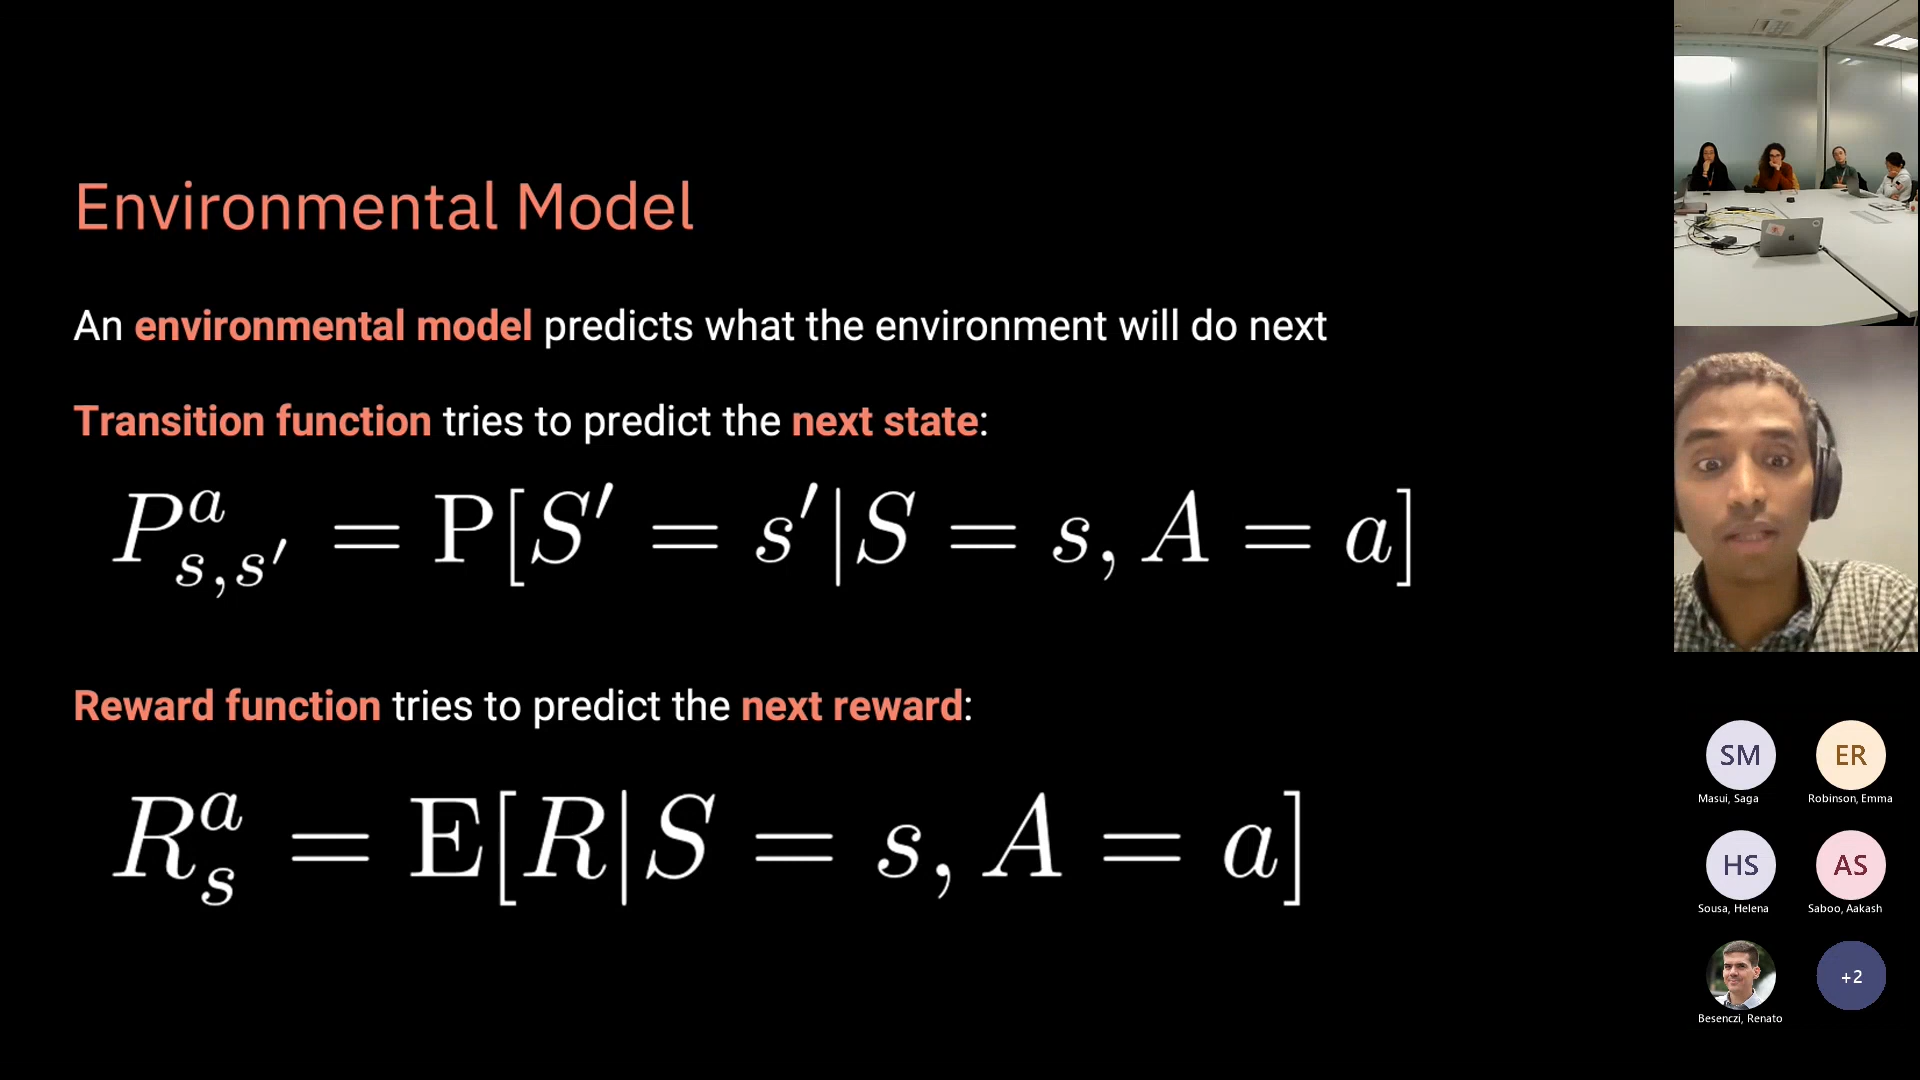 Environmental Model
An environmental model predicts what the environment will do next
Transition function tries to predict the next state:
P^a_{s,s'} = P[S' = s'|S = s, A = a]
Reward function tries to predict the next reward:
R^a_s = E[R|S = s, A = a]
SM
ER
Masui, Saga
Robinson, Emma
HS
AS
Sousa, Helena
Saboo, Aakash
+2
Besenczi, Renato